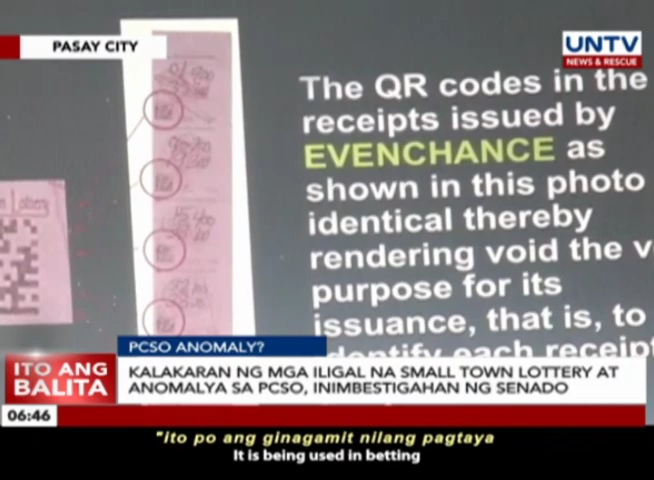 PASAY CITY
UNTV
NEWS & RESCUE
The QR codes in the
receipts issued by
EVENCHANCE as
shown in this photo
identical thereby
rendering void the
purpose for its
issuance, that is, to
identify each receipt
PCSO ANOMALY?
ITO ANG
BALITA
KALAKARAN NG MGA ILIGAL NA SMALL TOWN LOTTERY AT
ANOMALYA SA PCSO, INIMBESTIGAHAN NG SENADO
06:46
"ito po ang ginagamit nilang pagtaya
It is being used in betting